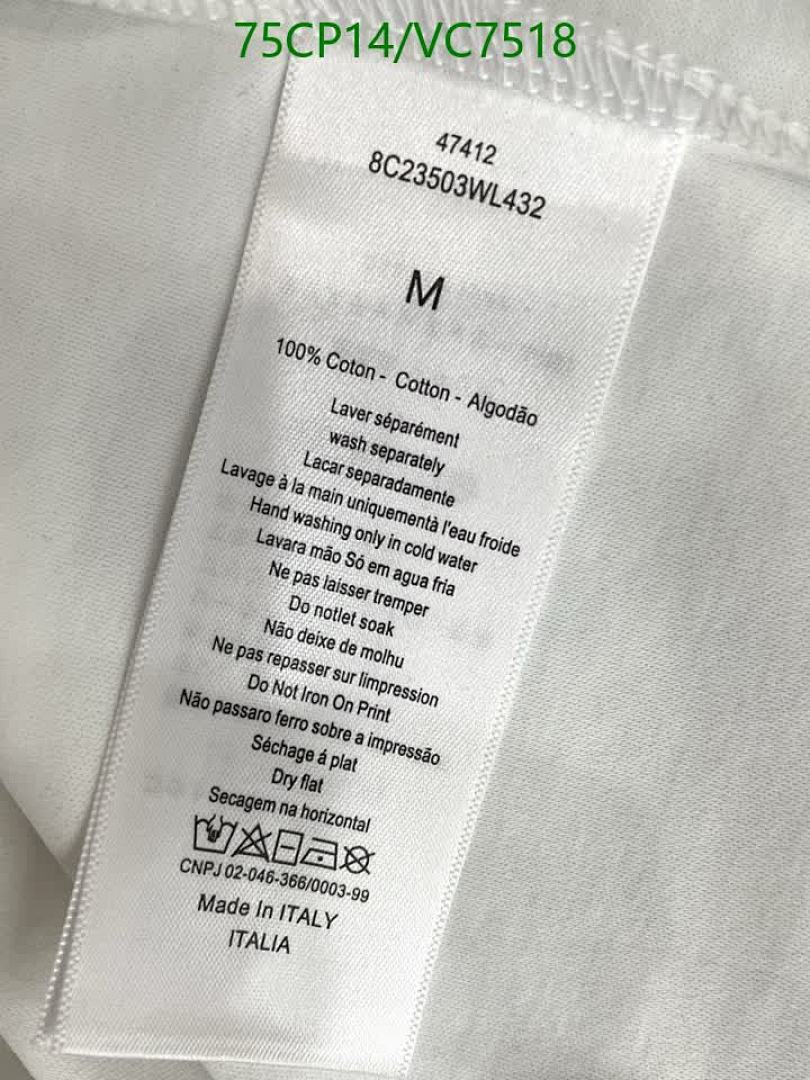 75CP14/VC7518
47412
8C23503WL432
M
100% Coton - Cotton - Algodão
Laver séparément
wash separately
Lacar separadamente
Lavage à la main uniquementà l'eau froide
Hand washing only in cold water
Lavara mão Só em agua fria
Ne pas laisser tremper
Do notlet soak
Não deixe de molhu
Ne pas repasser sur limpression
Do Not Iron On Print
Não passaro ferro sobre a impressão
Séchage á plat
Dry flat
Secagem na horizontal
CNPJ 02-046-366/0003-99
Made In ITALY
ITALIA